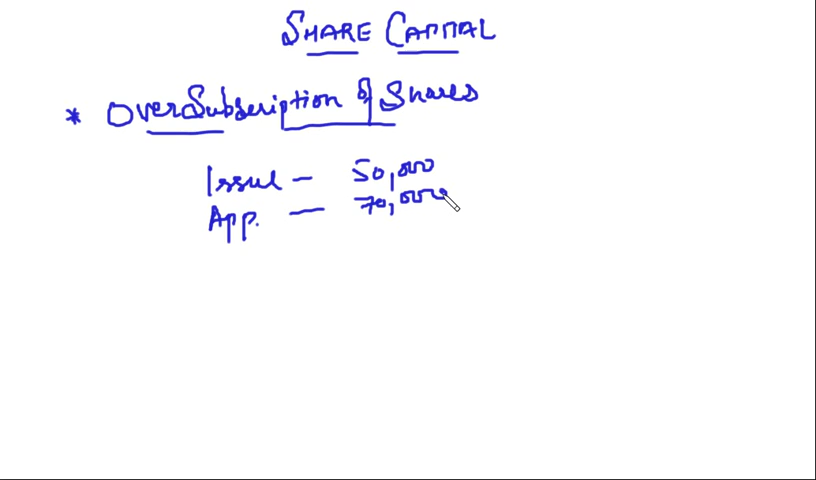 SHARE CAPITAL
* OverSubscription of Shares
Issue - 50,000
App. - 70,000